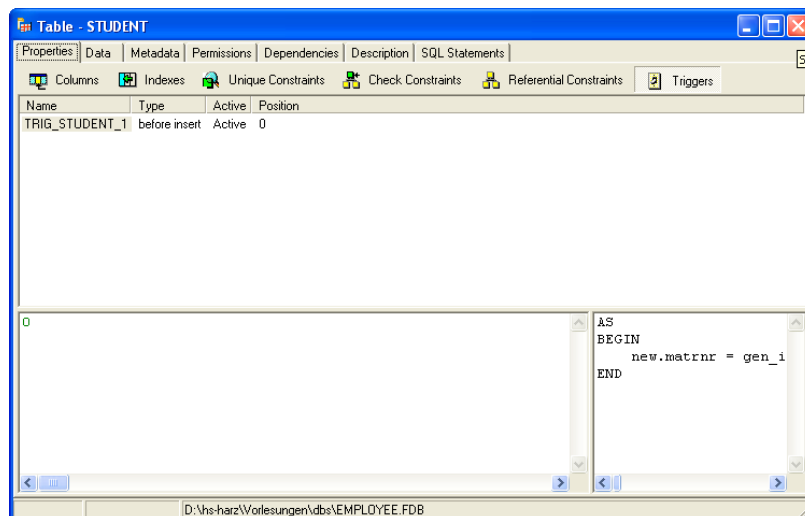 Table - STUDENT
Properties Data Metadata Permissions Dependencies Description SQL Statements
Columns Indexes Unique Constraints Check Constraints Referential Constraints Triggers
Name Type Active Position
TRIG_STUDENT_1 before insert Active 0
0
AS
BEGIN
new.matrnr = gen_i
END
D:\hs-harz\Vorlesungen\dbs\EMPLOYEE.FDB